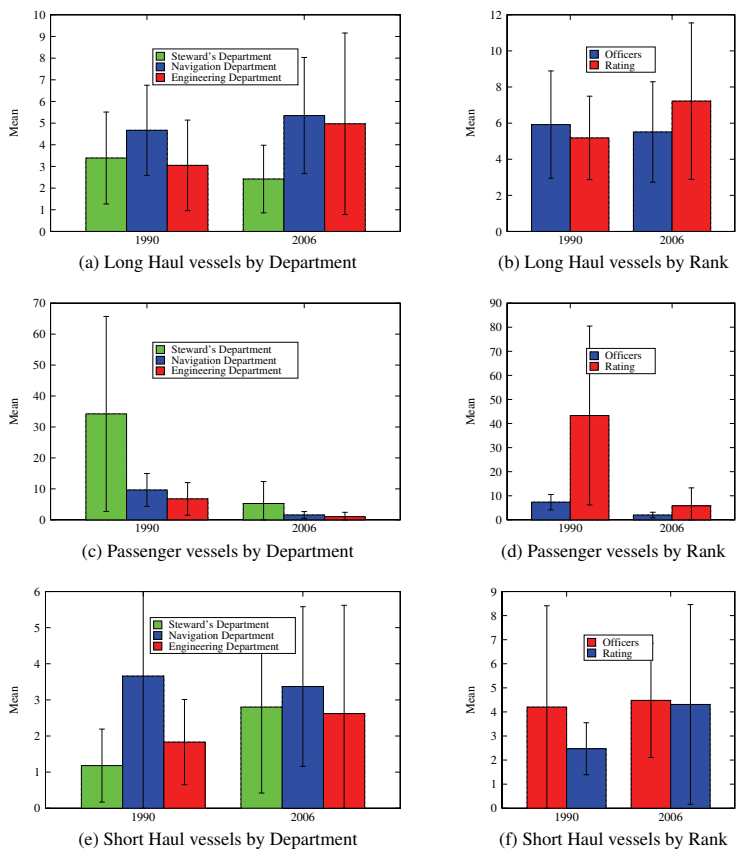 10
9
8
7
6
5
4
3
2
1
0
Mean
Steward's Department
Navigation Department
Engineering Department
1990 2006
(a) Long Haul vessels by Department
12
10
8
6
4
2
0
Mean
Officers
Rating
1990 2006
(b) Long Haul vessels by Rank
70
60
50
40
30
20
10
0
Mean
Steward's Department
Navigation Department
Engineering Department
1990 2006
(c) Passenger vessels by Department
90
80
70
60
50
40
30
20
10
0
Mean
Officers
Rating
1990 2006
(d) Passenger vessels by Rank
6
5
4
3
2
1
0
Mean
Steward's Department
Navigation Department
Engineering Department
1990 2006
(e) Short Haul vessels by Department
9
8
7
6
5
4
3
2
1
0
Mean
Officers
Rating
1990 2006
(f) Short Haul vessels by Rank